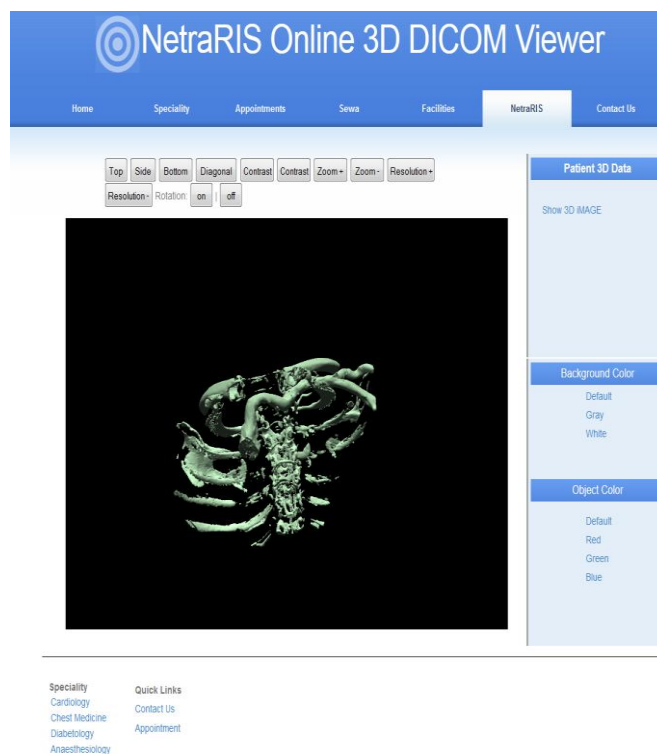 NetraRIS Online 3D DICOM Viewer
Home Speciality Appointments Sewa Facilities NetraRIS Contact Us
Top Side Bottom Diagonal Contrast Contrast Zoom+ Zoom- Resolution+
Resolution- Rotation: on | off
Patient 3D Data
Show 3D iMAGE
Background Color
Default
Gray
White
Object Color
Default
Red
Green
Blue
Speciality
Cardiology
Chest Medicine
Diabetology
Anaesthesiology
Quick Links
Contact Us
Appointment